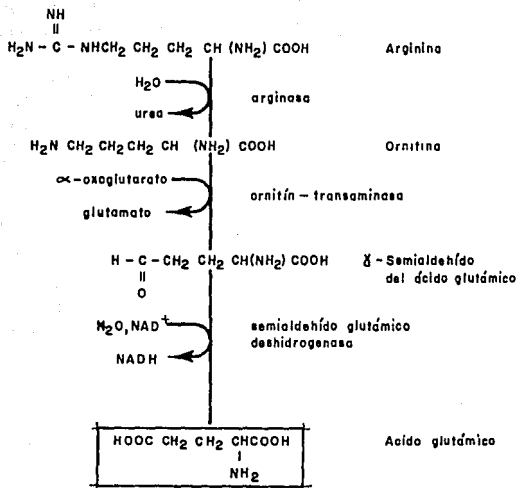 NH
||
H₂N - C - NHCH₂ CH₂ CH₂ CH (NH₂) COOH Arginina
H₂O
arginasa
urea
H₂N CH₂ CH₂CH₂ CH (NH₂) COOH Ornitina
α-oxoglutarato
ornitín - transaminasa
glutamato
H - C - CH₂ CH₂ CH(NH₂) COOH ɣ - Semialdehído
|| del ácido glutámico
O
H₂O, NAD⁺ semialdehído glutámico
deshidrogenasa
NADH
HOOC CH₂ CH₂ CHCOOH Acido glutámico
|
NH₂